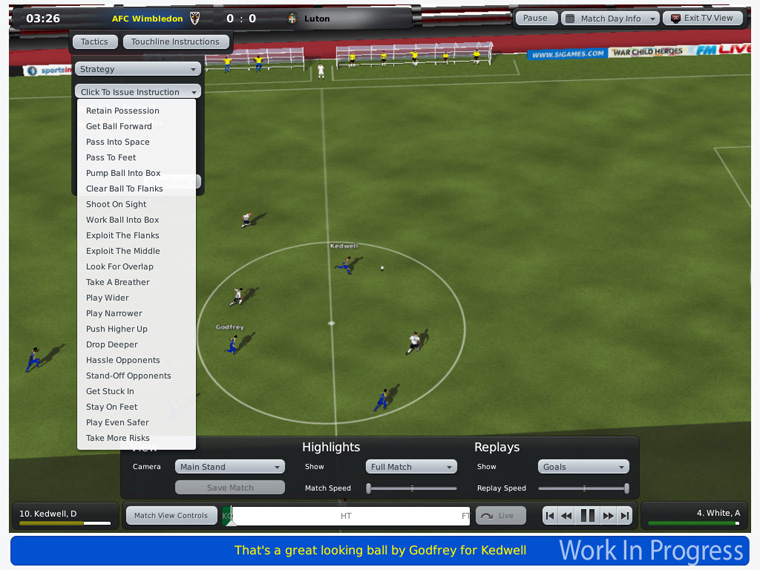 03:26 AFC Wimbledon 0 : 0 Luton Pause Match Day Info Exit TV View
Tactics Touchline Instructions
Strategy
Click To Issue Instruction
Retain Possession
Get Ball Forward
Pass Into Space
Pass To Feet
Pump Ball Into Box
Clear Ball To Flanks
Shoot On Sight
Work Ball Into Box
Exploit The Flanks
Exploit The Middle
Look For Overlap
Take A Breather
Play Wider
Play Narrower
Push Higher Up
Drop Deeper
Hassle Opponents
Stand-Off Opponents
Get Stuck In
Stay On Feet
Play Even Safer
Take More Risks
WWW.SIGAMES.COM WAR CHILD HEROES FM LIVE
sports
Kedwell
Godfrey
Highlights Replays
Camera Main Stand Show Full Match Show Goals
Save Match Match Speed Replay Speed
10. Kedwell, D Match View Controls KO HT FT Live 4. White, A
That's a great looking ball by Godfrey for Kedwell Work In Progress